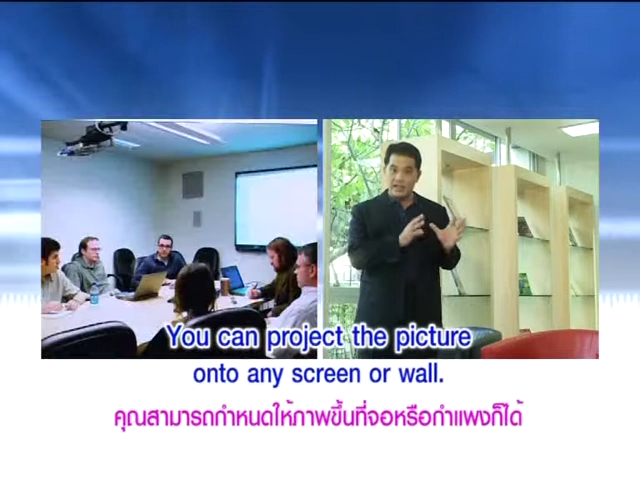 You can project the picture
onto any screen or wall.
คุณสามารถกำหนดให้ภาพขึ้นที่จอหรือกำแพงก็ได้